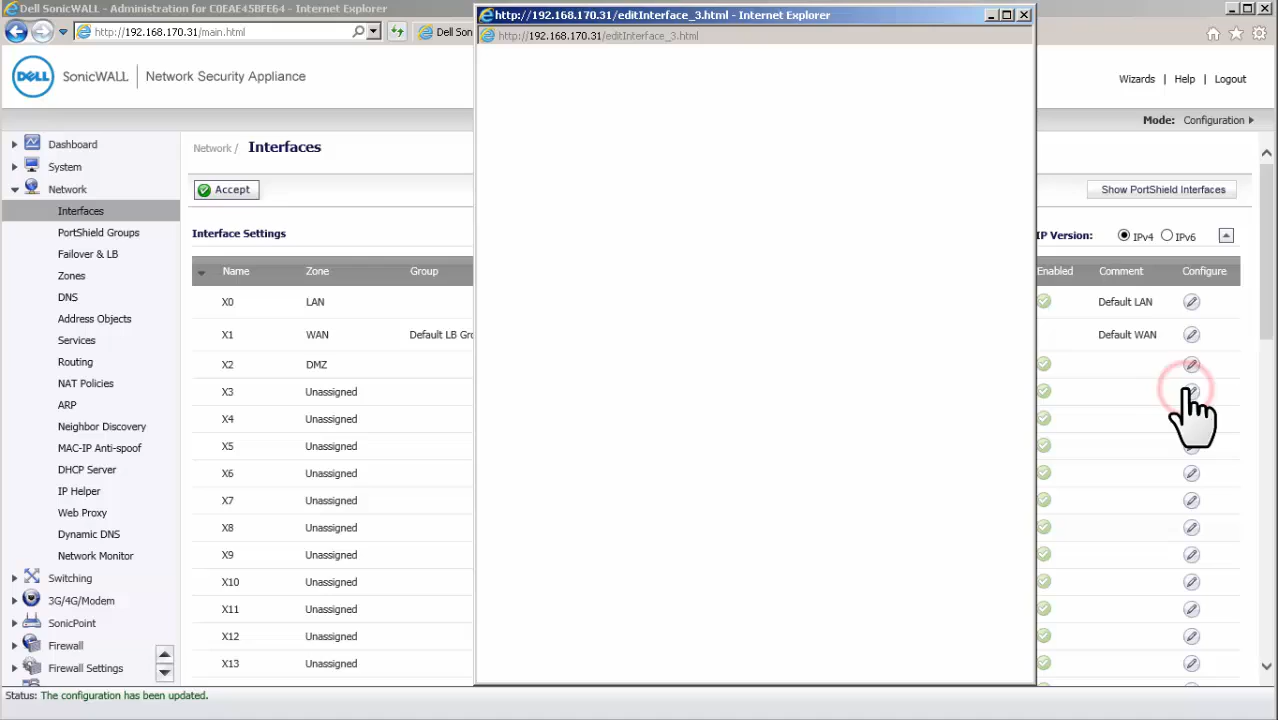 Dell SonicWALL - Administration for C0EAE45BFE64 - Internet Explorer
http://192.168.170.31/main.html
Dell Son
http://192.168.170.31/editInterface_3.html - Internet Explorer
http://192.168.170.31/editInterface_3.html
DELL
SonicWALL | Network Security Appliance
Wizards | Help | Logout
Mode: Configuration
Dashboard
System
Network
Interfaces
PortShield Groups
Failover & LB
Zones
DNS
Address Objects
Services
Routing
NAT Policies
ARP
Neighbor Discovery
MAC-IP Anti-spoof
DHCP Server
IP Helper
Web Proxy
Dynamic DNS
Network Monitor
Switching
3G/4G/Modem
SonicPoint
Firewall
Firewall Settings
Network / Interfaces
Accept
Show PortShield Interfaces
Interface Settings
IP Version: IPv4 IPv6
Name Zone Group Enabled Comment Configure
X0 LAN Default LAN
X1 WAN Default LB Gro Default WAN
X2 DMZ
X3 Unassigned
X4 Unassigned
X5 Unassigned
X6 Unassigned
X7 Unassigned
X8 Unassigned
X9 Unassigned
X10 Unassigned
X11 Unassigned
X12 Unassigned
X13 Unassigned
Status: The configuration has been updated.